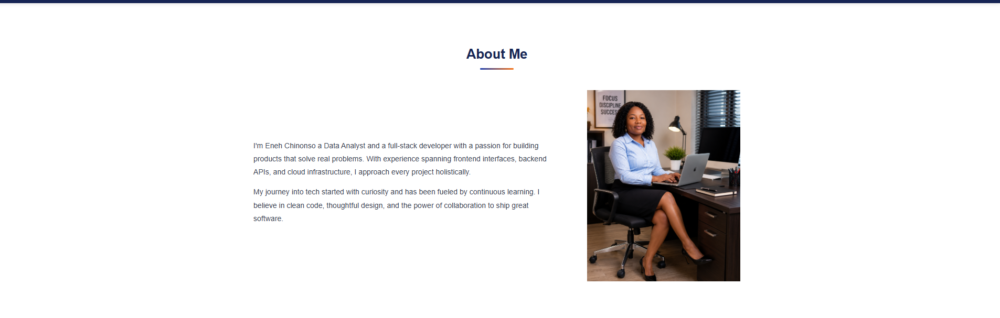 About Me
FOCUS
DISCIPLINE
SUCCESS
I'm Eneh Chinonso a Data Analyst and a full-stack developer with a passion for building
products that solve real problems. With experience spanning frontend interfaces, backend
APIs, and cloud infrastructure, I approach every project holistically.
My journey into tech started with curiosity and has been fueled by continuous learning. I
believe in clean code, thoughtful design, and the power of collaboration to ship great
software.